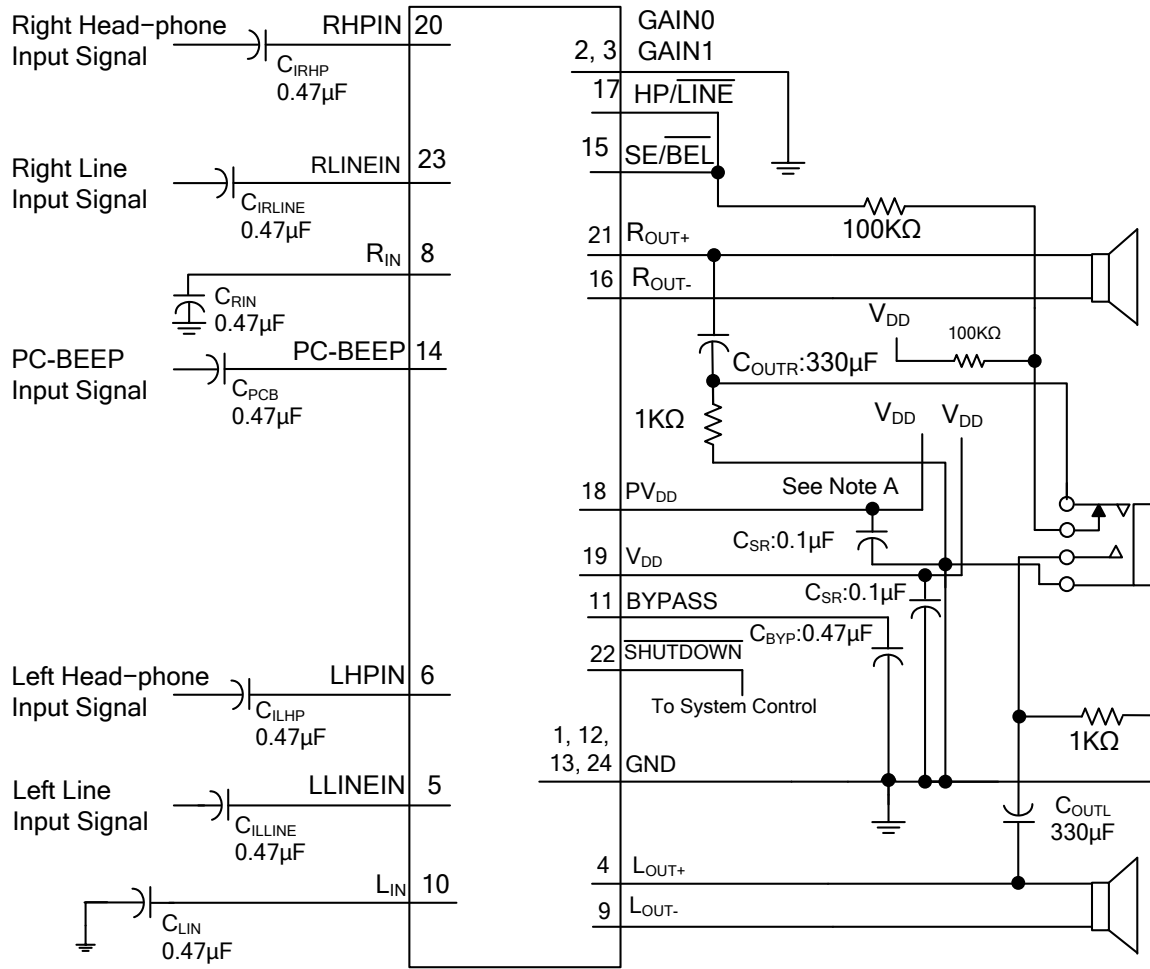 Right Head−phone
Input Signal
RHPIN 20
CIRHP
0.47µF
Right Line
Input Signal
RLINEIN 23
CIRLINE
0.47µF
RIN 8
CRIN
0.47µF
PC-BEEP
Input Signal
PC-BEEP 14
CPCB
0.47µF
Left Head−phone
Input Signal
LHPIN 6
CILHP
0.47µF
Left Line
Input Signal
LLINEIN 5
CILLINE
0.47µF
LIN 10
CLIN
0.47µF
GAIN0
2, 3 GAIN1
17 HP/LINE
15 SE/BEL
100KΩ
21 ROUT+
16 ROUT-
VDD
100KΩ
COUTR:330µF
1KΩ
VDD VDD
18 PVDD
See Note A
CSR:0.1µF
19 VDD
CSR:0.1µF
11 BYPASS
CBYP:0.47µF
22 SHUTDOWN
To System Control
1KΩ
1, 12,
13, 24 GND
COUTL
330µF
4 LOUT+
9 LOUT-